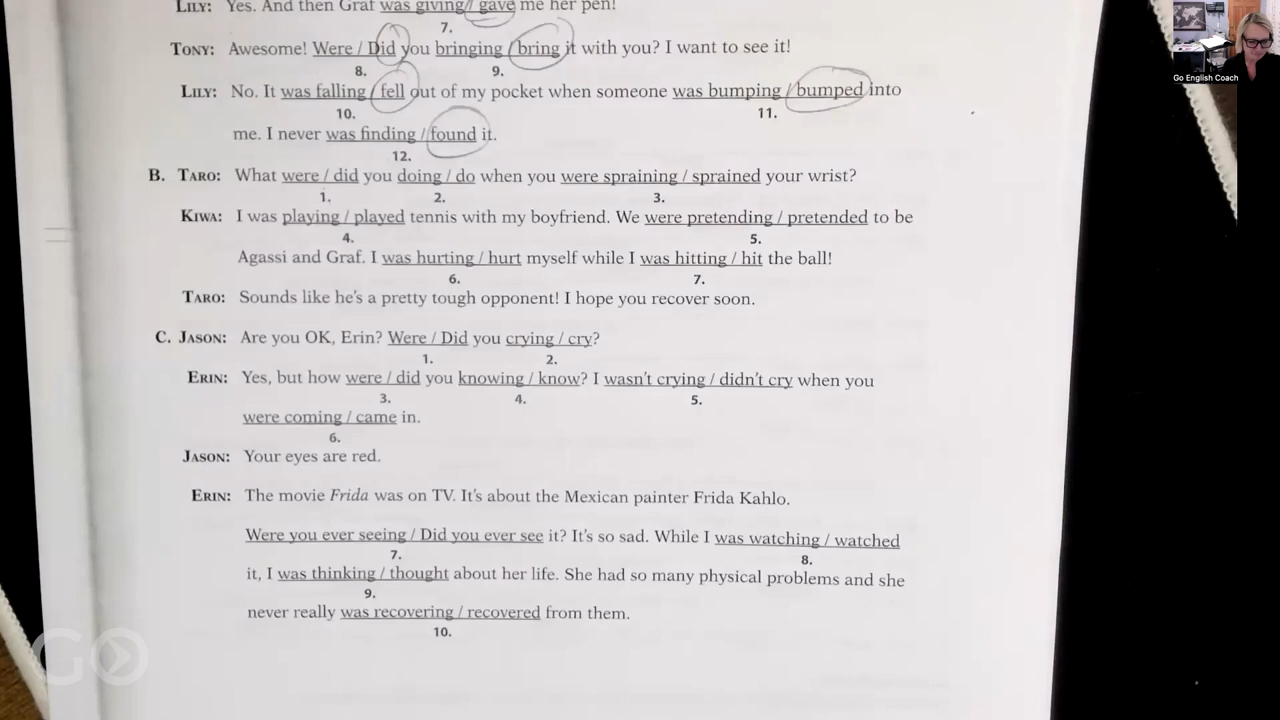 LILY: Yes. And then Graf was giving / gave me her pen!
7.
TONY: Awesome! Were / Did you bringing / bring it with you? I want to see it!
8. 9.
LILY: No. It was falling / fell out of my pocket when someone was bumping / bumped into
10. 11.
me. I never was finding / found it.
12.
B. TARO: What were / did you doing / do when you were spraining / sprained your wrist?
1. 2. 3.
KIWA: I was playing / played tennis with my boyfriend. We were pretending / pretended to be
4. 5.
Agassi and Graf. I was hurting / hurt myself while I was hitting / hit the ball!
6. 7.
TARO: Sounds like he's a pretty tough opponent! I hope you recover soon.
C. JASON: Are you OK, Erin? Were / Did you crying / cry?
1. 2.
ERIN: Yes, but how were / did you knowing / know? I wasn't crying / didn't cry when you
3. 4. 5.
were coming / came in.
6.
JASON: Your eyes are red.
ERIN: The movie Frida was on TV. It's about the Mexican painter Frida Kahlo.
Were you ever seeing / Did you ever see it? It's so sad. While I was watching / watched
7. 8.
it, I was thinking / thought about her life. She had so many physical problems and she
9.
never really was recovering / recovered from them.
10.
Go English Coach
GO